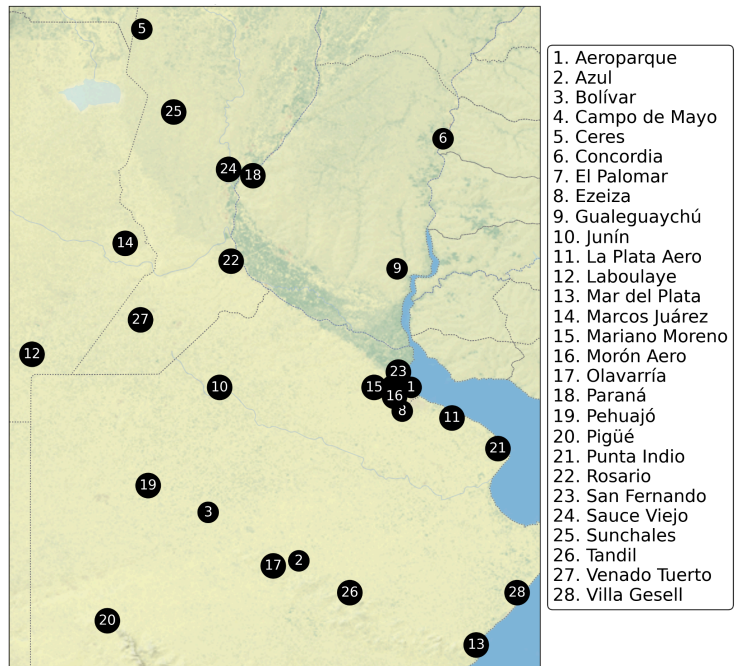 5
25
6
24
18
14
22
9
27
12
23
10
15
1
16
8
11
21
19
3
2
17
26
28
20
13
1. Aeroparque
2. Azul
3. Bolívar
4. Campo de Mayo
5. Ceres
6. Concordia
7. El Palomar
8. Ezeiza
9. Gualeguaychú
10. Junín
11. La Plata Aero
12. Laboulaye
13. Mar del Plata
14. Marcos Juárez
15. Mariano Moreno
16. Morón Aero
17. Olavarría
18. Paraná
19. Pehuajó
20. Pigüé
21. Punta Indio
22. Rosario
23. San Fernando
24. Sauce Viejo
25. Sunchales
26. Tandil
27. Venado Tuerto
28. Villa Gesell